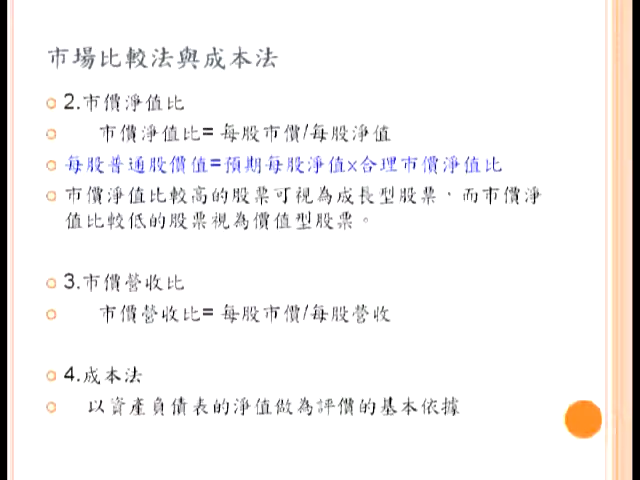 市場比較法與成本法
2.市價淨值比
市價淨值比= 每股市價/每股淨值
每股普通股價值=預期每股淨值x合理市價淨值比
市價淨值比較高的股票可視為成長型股票，而市價淨
值比較低的股票視為價值型股票。
3.市價營收比
市價營收比= 每股市價/每股營收
4.成本法
以資產負債表的淨值做為評價的基本依據